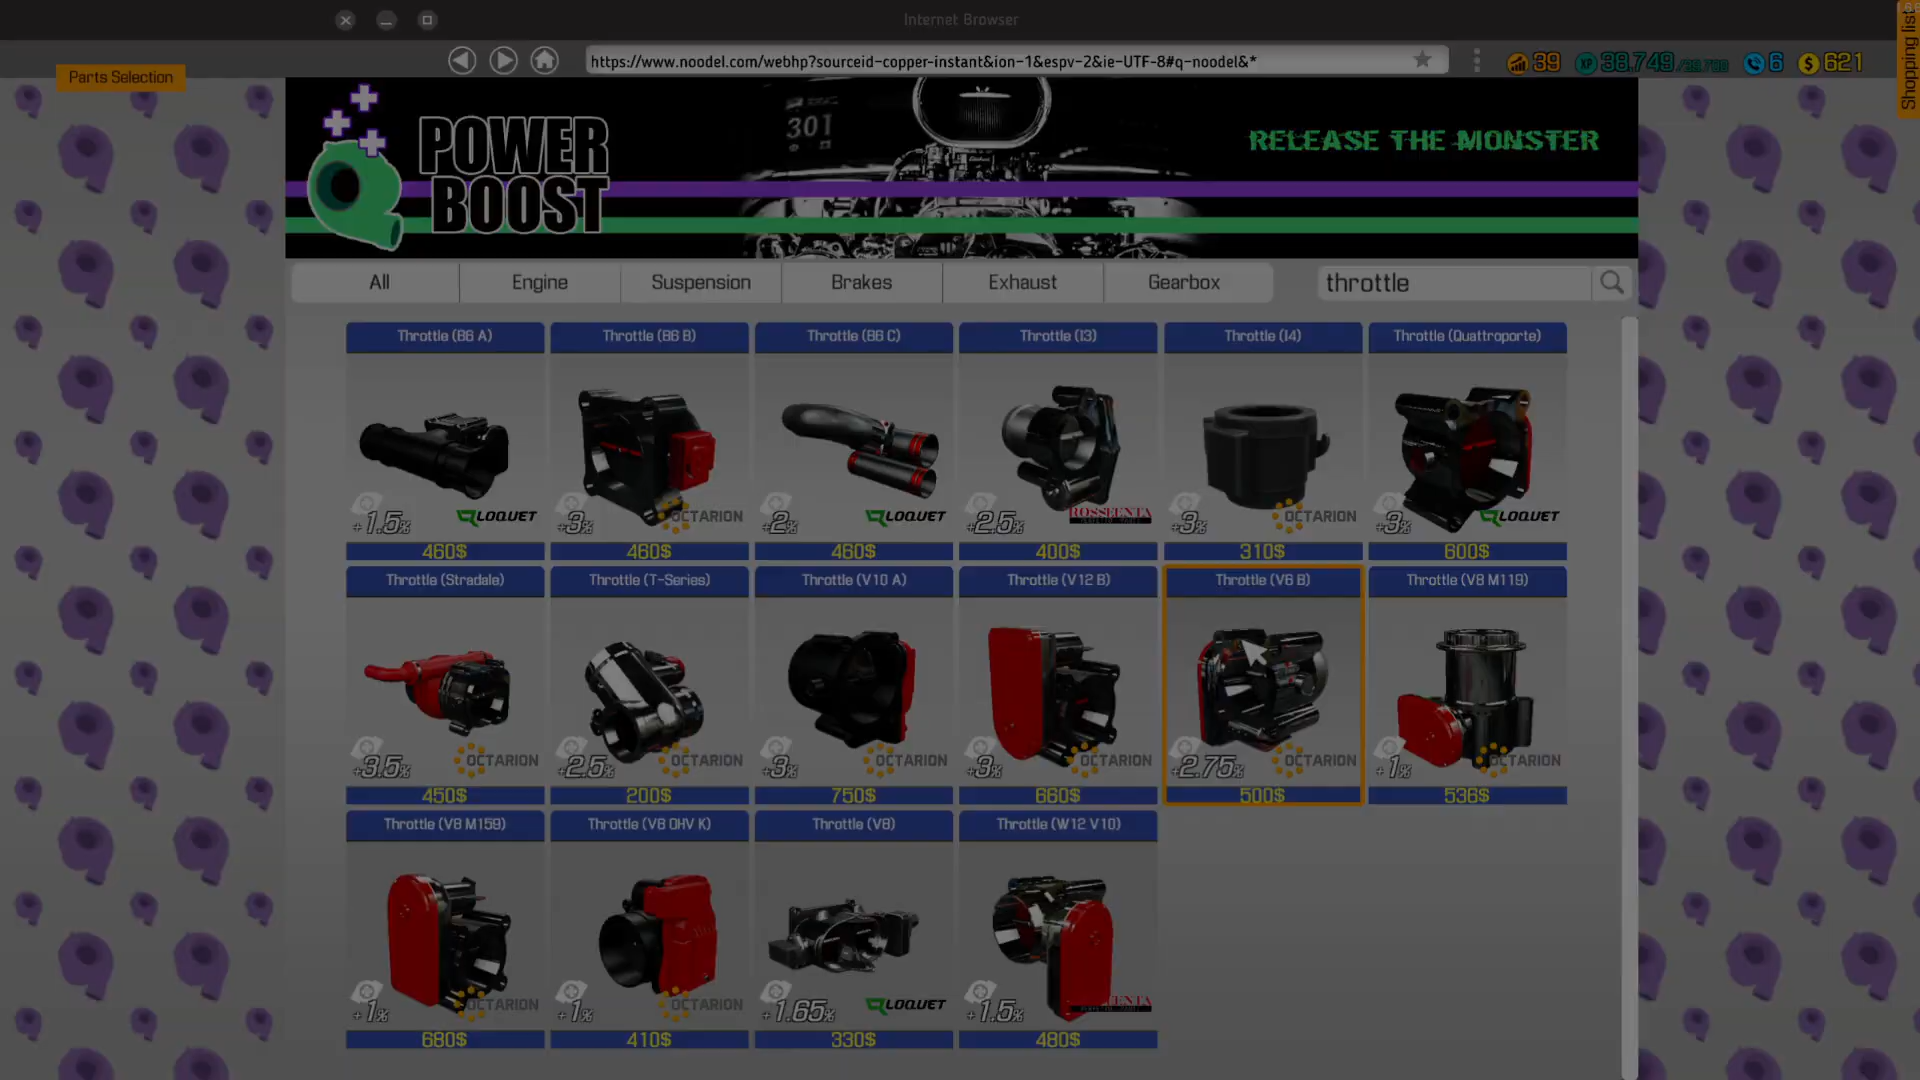 Internet Browser
Shopping list
Parts Selection
https://www.noodel.com/webhp?sourceid-copper-instant&ion-1&espv-2&ie-UTF-8#q-noodel&*
39
XP 38,749
6
$ 621
POWER BOOST
301
RELEASE THE MONSTER
All Engine Suspension Brakes Exhaust Gearbox throttle
Throttle (B6 A) Throttle (B6 B) Throttle (B6 C) Throttle (I3) Throttle (I4) Throttle (Quattroporte)
+1.5% LOQUET +3% OCTARION +2% LOQUET +2.5% ROSSEENTA +3% OCTARION +3% LOQUET
460$ 460$ 460$ 400$ 310$ 600$
Throttle (Stradale) Throttle (T-Series) Throttle (V10 A) Throttle (V12 B) Throttle (V6 B) Throttle (V8 M119)
+3.5% OCTARION +2.5% OCTARION +3% OCTARION +3% OCTARION +2.75% OCTARION +1% OCTARION
450$ 200$ 750$ 660$ 500$ 536$
Throttle (V8 M159) Throttle (V8 OHV K) Throttle (V8) Throttle (W12 V10)
+1% OCTARION +1% OCTARION +1.65% LOQUET +1.5% ENTA
680$ 410$ 330$ 480$